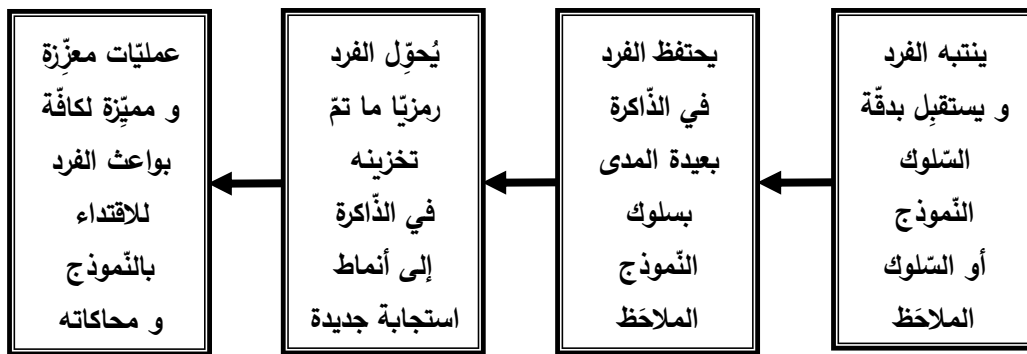 ينتبه الفرد
و يستقبِل بدقّة
السّلوك
النّموذج
أو السّلوك
الملاحَظ
يحتفظ الفرد
في الذّاكرة
بعيدة المدى
بسلوك
النّموذج
الملاحَظ
يُحوِّل الفرد
رمزيّا ما تمّ
تخزينه
في الذّاكرة
إلى أنماط
استجابة جديدة
عمليّات معزِّزة
و مميِّزة لكافّة
بواعث الفرد
للاقتداء
بالنّموذج
و محاكاته